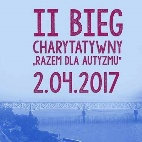 II BIEG
CHARYTATYWNY
„RAZEM DLA AUTYZMU"
2.04.2017